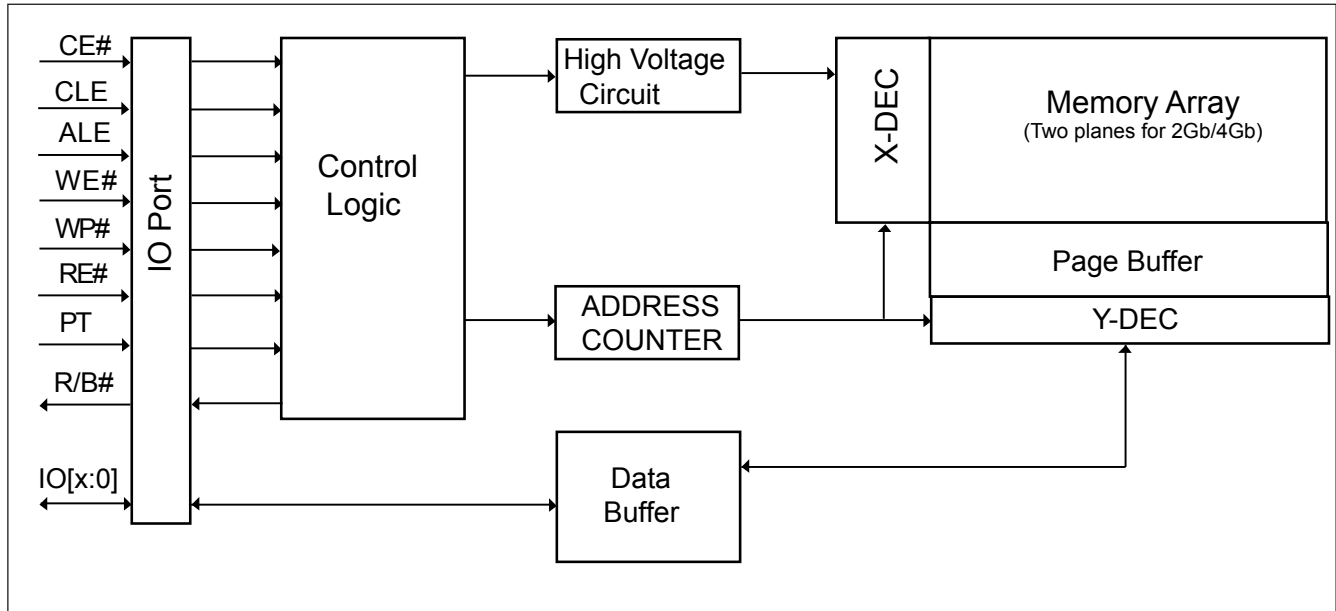 CE#
CLE
ALE
WE#
WP#
RE#
PT
R/B#
IO[x:0]
IO Port
Control
Logic
High Voltage
Circuit
ADDRESS
COUNTER
Data
Buffer
X-DEC
Memory Array
(Two planes for 2Gb/4Gb)
Page Buffer
Y-DEC